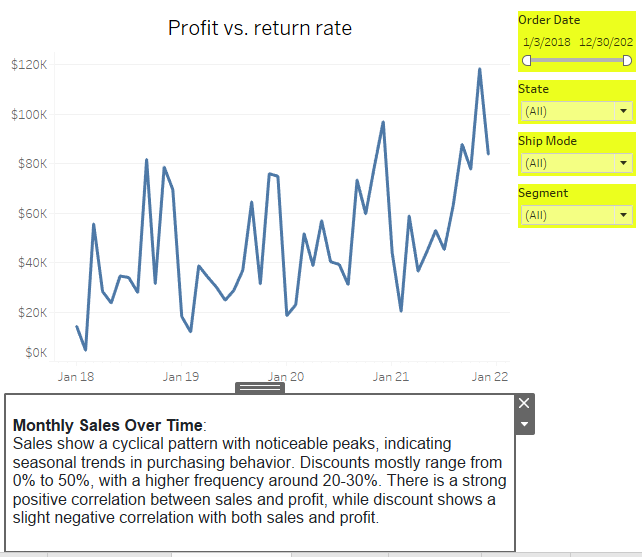 Profit vs. return rate
$120K
$100K
$80K
$60K
$40K
$20K
$0K
Jan 18 Jan 19 Jan 20 Jan 21 Jan 22
Order Date
1/3/2018 12/30/202
State
(All)
Ship Mode
(All)
Segment
(All)
Monthly Sales Over Time:
Sales show a cyclical pattern with noticeable peaks, indicating
seasonal trends in purchasing behavior. Discounts mostly range from
0% to 50%, with a higher frequency around 20-30%. There is a strong
positive correlation between sales and profit, while discount shows a
slight negative correlation with both sales and profit.